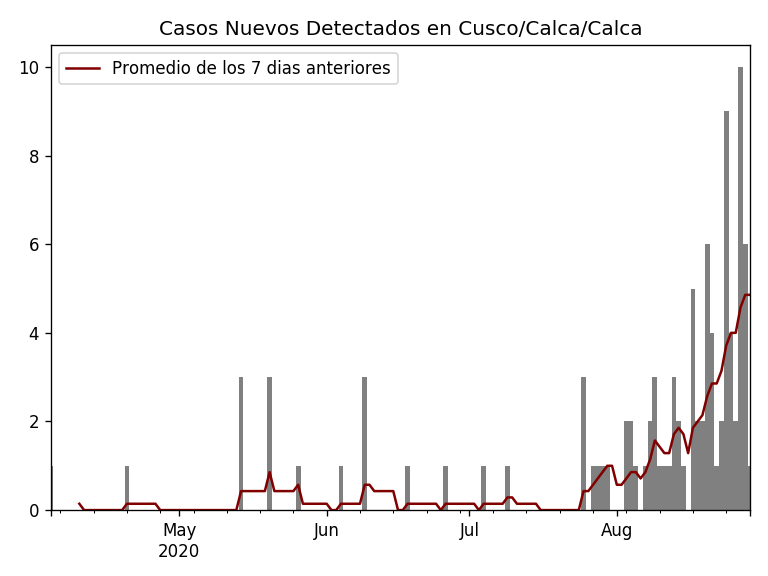 Casos Nuevos Detectados en Cusco/Calca/Calca
Promedio de los 7 dias anteriores
10
8
6
4
2
0
May
2020
Jun
Jul
Aug